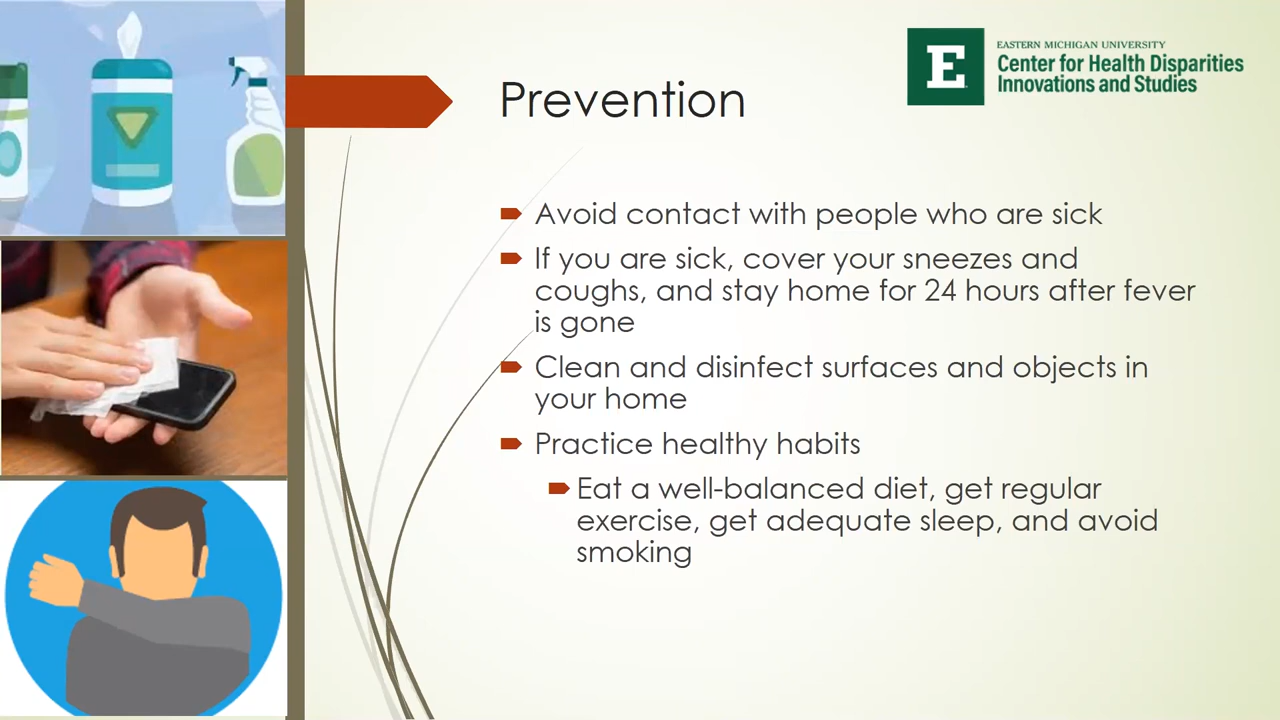 EASTERN MICHIGAN UNIVERSITY
E
Center for Health Disparities
Innovations and Studies
Prevention
Avoid contact with people who are sick
If you are sick, cover your sneezes and
coughs, and stay home for 24 hours after fever
is gone
Clean and disinfect surfaces and objects in
your home
Practice healthy habits
Eat a well-balanced diet, get regular
exercise, get adequate sleep, and avoid
smoking